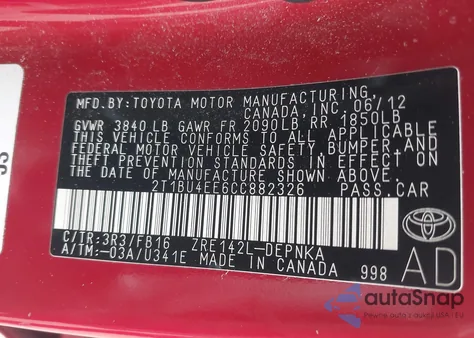 MFD.BY:TOYOTA MOTOR MANUFACTURING,
CANADA, INC. 06/12
GVWR 3840LB GAWR FR 2090LB RR 1850LB
THIS VEHICLE CONFORMS TO ALL APPLICABLE
FEDERAL MOTOR VEHICLE SAFETY, BUMPER, AND
THEFT PREVENTION STANDARDS IN EFFECT ON
THE DATE OF MANUFACTURE SHOWN ABOVE.
2T1BU4EE6CC882326 PASS.CAR
C/TR:3R3/FB16 ZRE142L-DEPNKA
A/TM:-03A/U341E MADE IN CANADA 998
AD
autoSnap